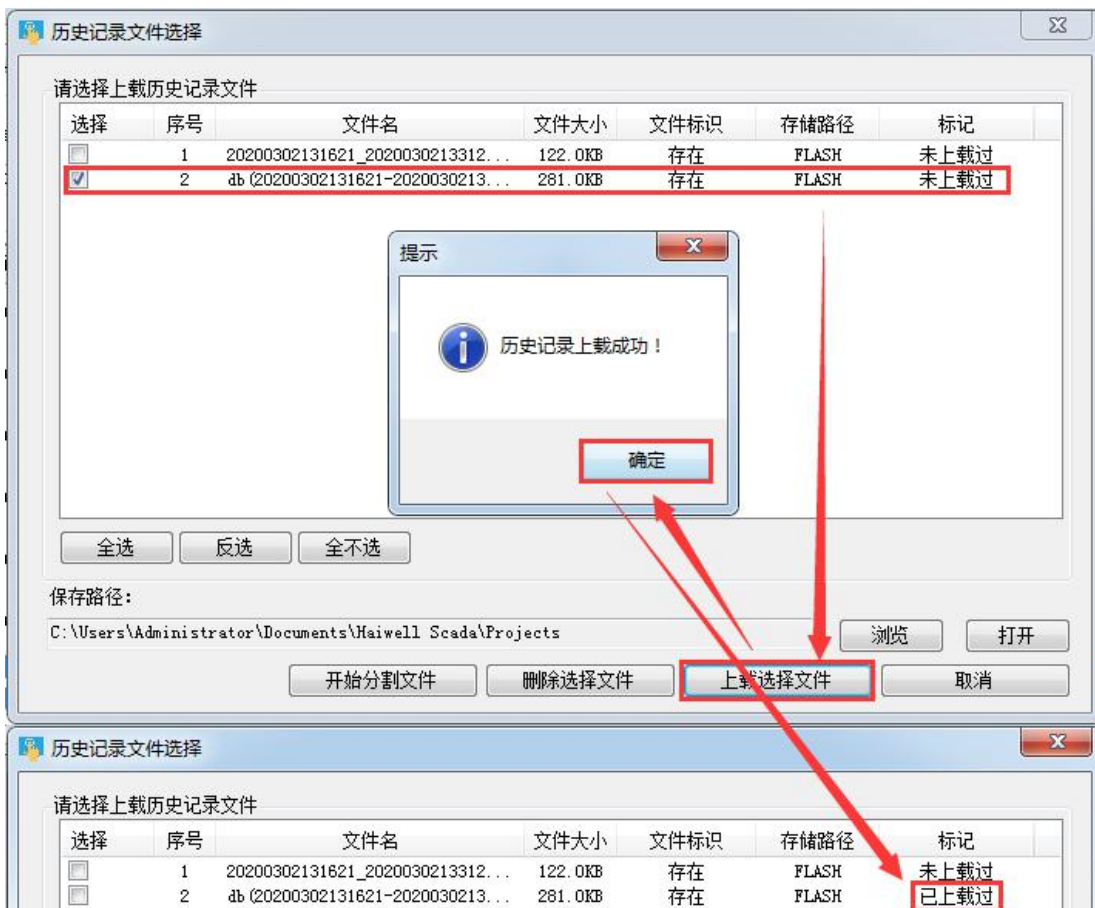 历史记录文件选择
请选择上载历史记录文件
选择 序号 文件名 文件大小 文件标识 存储路径 标记
1 20200302131621_2020030213312... 122.0KB 存在 FLASH 未上载过
2 db(20200302131621-2020030213... 281.0KB 存在 FLASH 未上载过
提示
历史记录上载成功！
确定
全选 反选 全不选
保存路径：
C:\Users\Administrator\Documents\Haiwell Scada\Projects 浏览 打开
开始分割文件 删除选择文件 上载选择文件 取消
历史记录文件选择
请选择上载历史记录文件
选择 序号 文件名 文件大小 文件标识 存储路径 标记
1 20200302131621_2020030213312... 122.0KB 存在 FLASH 未上载过
2 db(20200302131621-2020030213... 281.0KB 存在 FLASH 已上载过